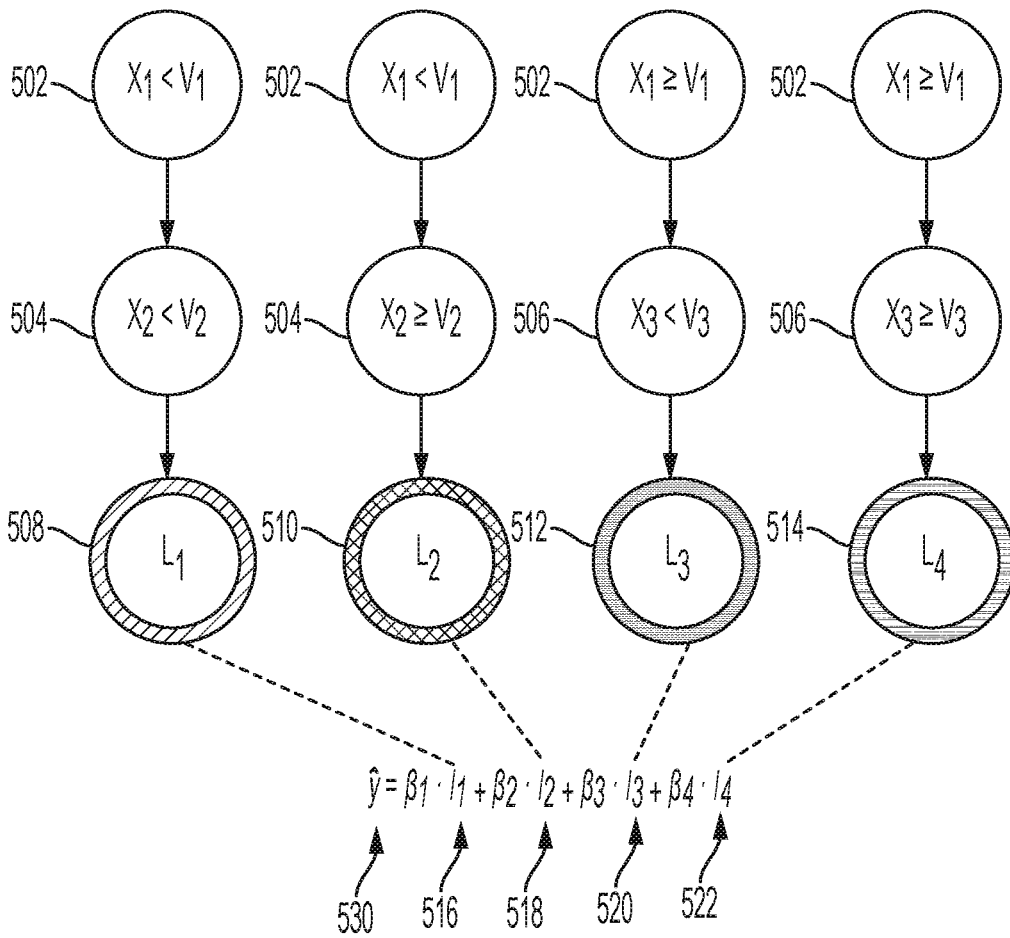 502 X₁ < V₁ 502 X₁ < V₁ 502 X₁ ≥ V₁ 502 X₁ ≥ V₁
504 X₂ < V₂ 504 X₂ ≥ V₂ 506 X₃ < V₃ 506 X₃ ≥ V₃
508 L₁ 510 L₂ 512 L₃ 514 L₄
ŷ = β₁ · l₁ + β₂ · l₂ + β₃ · l₃ + β₄ · l₄
530 516 518 520 522